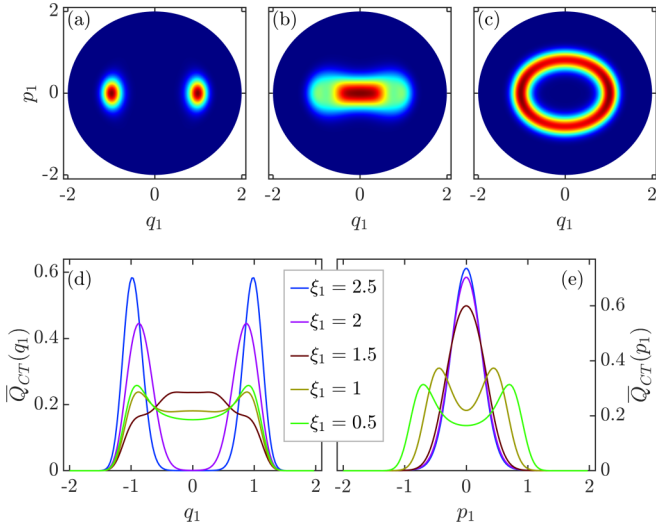 (a)
(b)
(c)
p₁
2
0
-2
-2 0 2
-2 0 2
-2 0 2
q₁
q₁
q₁
(d)
(e)
Q̅_CT(q₁)
0.6
0.4
0.2
0
ξ₁ = 2.5
ξ₁ = 2
ξ₁ = 1.5
ξ₁ = 1
ξ₁ = 0.5
0.6
0.4
0.2
0
Q̅_CT(p₁)
-2 -1 0 1 2
-2 -1 0 1 2
q₁
p₁